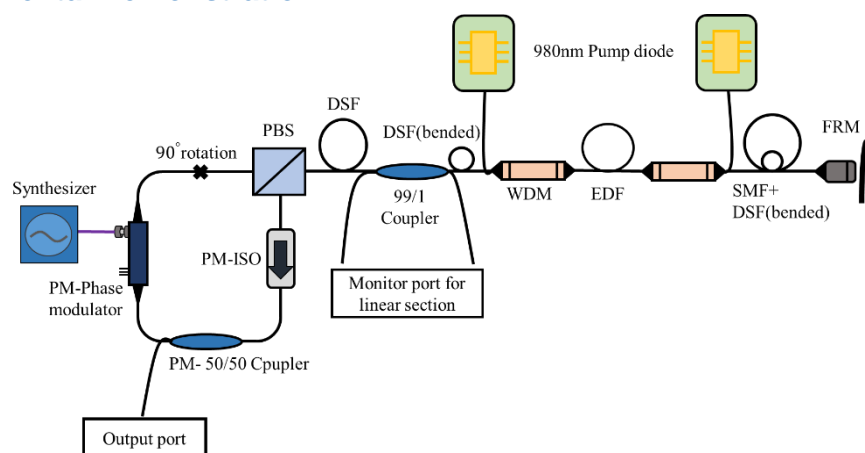 980nm Pump diode
DSF
PBS
DSF(bended)
FRM
90°rotation
Synthesizer
WDM
EDF
99/1
Coupler
SMF+
DSF(bended)
PM-ISO
PM-Phase
modulator
Monitor port for
linear section
PM- 50/50 Cpupler
Output port